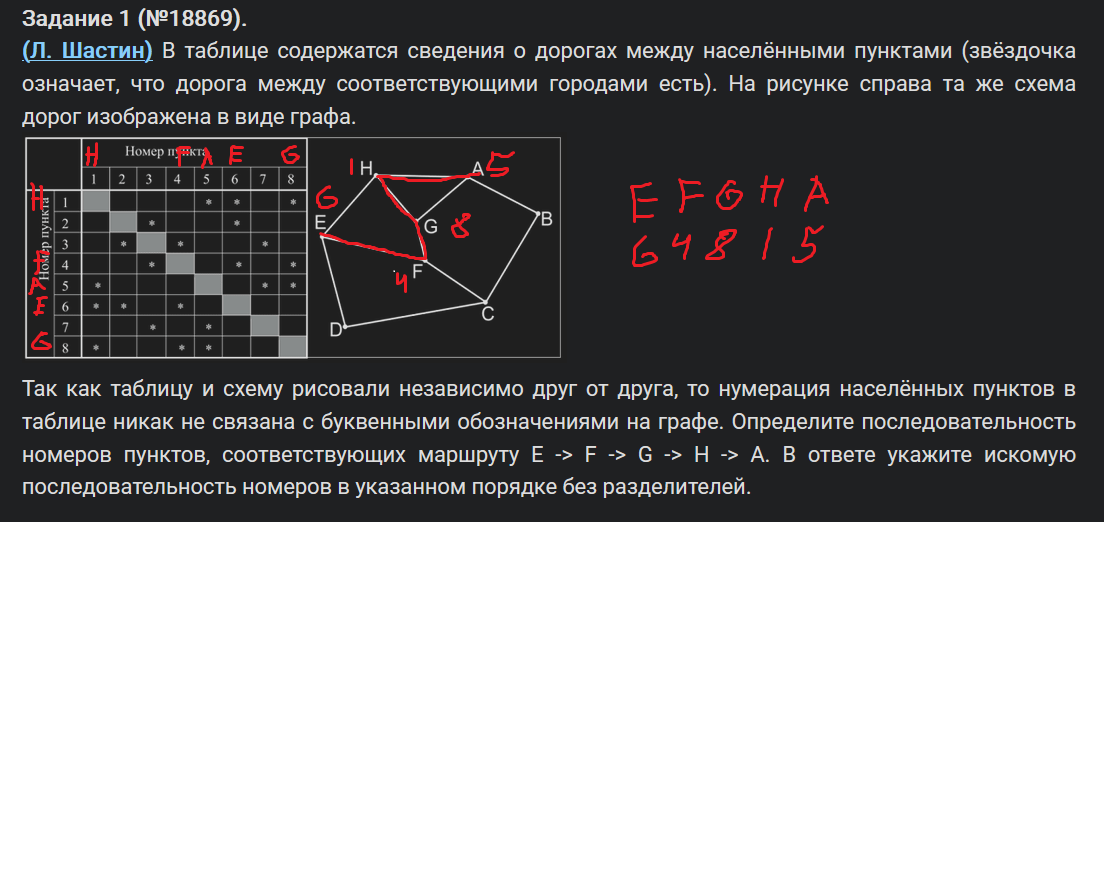 Задание 1 (№18869).
(Л. Шастин) В таблице содержатся сведения о дорогах между населёнными пунктами (звёздочка
означает, что дорога между соответствующими городами есть). На рисунке справа та же схема
дорог изображена в виде графа.
H F A E G
Номер пункта
1 2 3 4 5 6 7 8
Номер пункта
H 1 * * *
2 * *
3 * * *
F 4 * * *
A 5 * * *
E 6 * * *
7 * *
G 8 * * *
1 H A 5
6 E G 8 B
4 F
D C
E F G H A
6 4 8 1 5
Так как таблицу и схему рисовали независимо друг от друга, то нумерация населённых пунктов в
таблице никак не связана с буквенными обозначениями на графе. Определите последовательность
номеров пунктов, соответствующих маршруту E -> F -> G -> H -> A. В ответе укажите искомую
последовательность номеров в указанном порядке без разделителей.